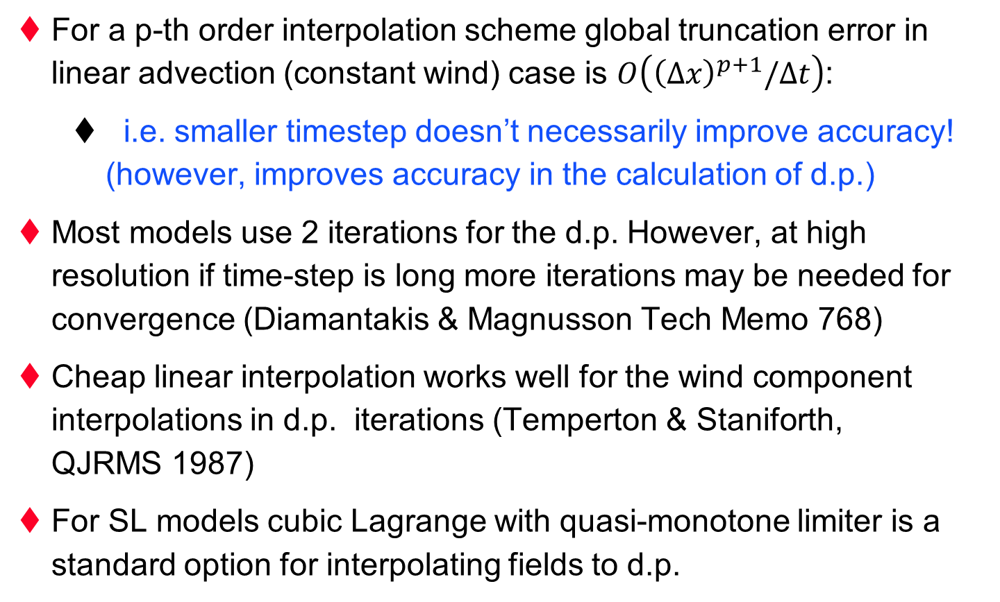 ♦ For a p-th order interpolation scheme global truncation error in
linear advection (constant wind) case is O((Δx)^{p+1}/Δt):
♦ i.e. smaller timestep doesn’t necessarily improve accuracy!
(however, improves accuracy in the calculation of d.p.)
♦ Most models use 2 iterations for the d.p. However, at high
resolution if time-step is long more iterations may be needed for
convergence (Diamantakis & Magnusson Tech Memo 768)
♦ Cheap linear interpolation works well for the wind component
interpolations in d.p.  iterations (Temperton & Staniforth,
QJRMS 1987)
♦ For SL models cubic Lagrange with quasi-monotone limiter is a
standard option for interpolating fields to d.p.